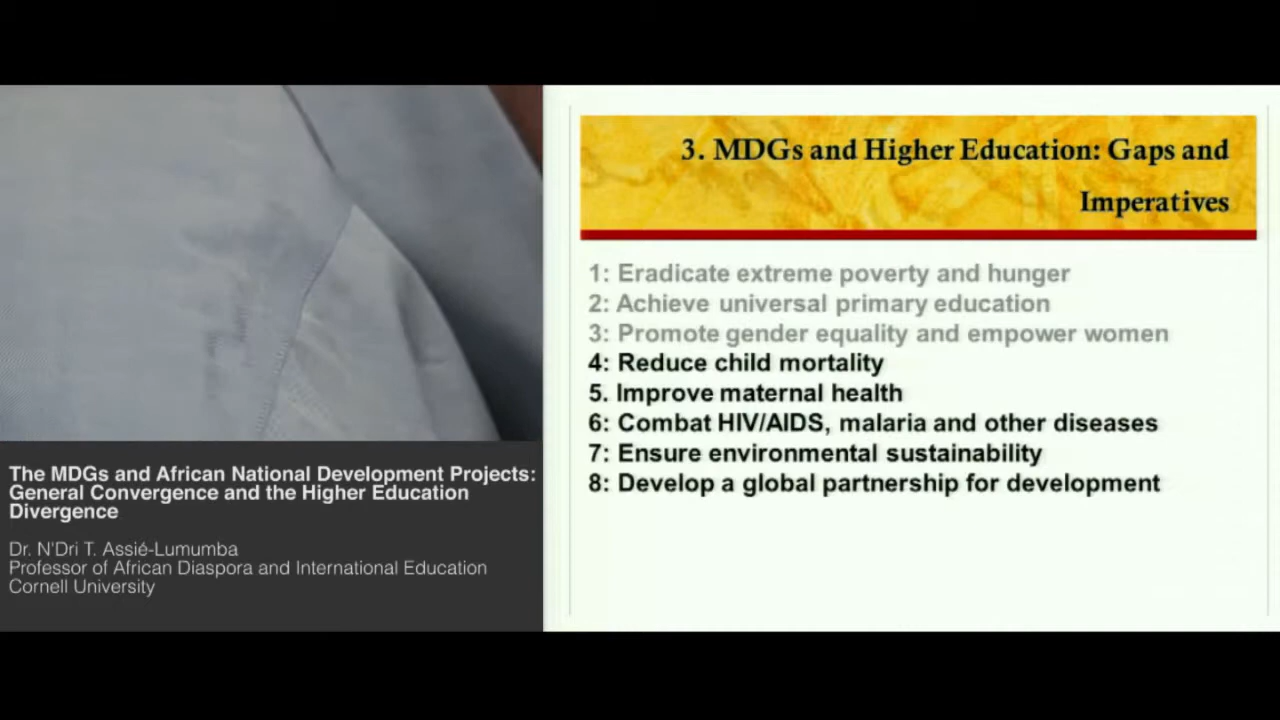 3. MDGs and Higher Education: Gaps and
Imperatives
1: Eradicate extreme poverty and hunger
2: Achieve universal primary education
3: Promote gender equality and empower women
4: Reduce child mortality
5. Improve maternal health
6: Combat HIV/AIDS, malaria and other diseases
7: Ensure environmental sustainability
8: Develop a global partnership for development
The MDGs and African National Development Projects:
General Convergence and the Higher Education
Divergence
Dr. N'Dri T. Assié-Lumumba
Professor of African Diaspora and International Education
Cornell University